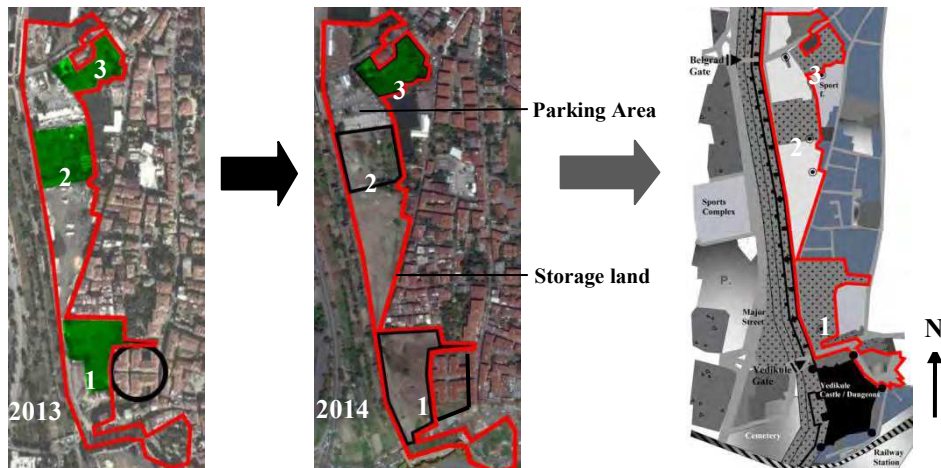 3
2
1
2013
3
2
1
2014
Parking Area
Storage land
Belgrad
Gate
3
Sport
f.
2
Sports
Complex
P.
Major
Street
1
Yedikule
Gate
Yedikule
Castle / Dungeons
Cemetery
Railway
Station
N